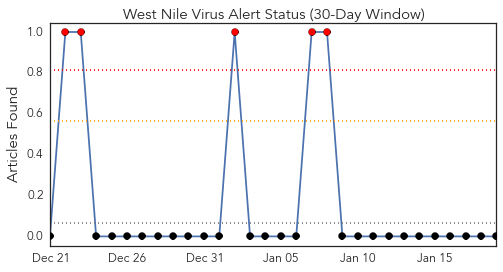 West Nile Virus Alert Status (30-Day Window)
Articles Found
1.0
0.8
0.6
0.4
0.2
0.0
Dec 21 Dec 26 Dec 31 Jan 05 Jan 10 Jan 15